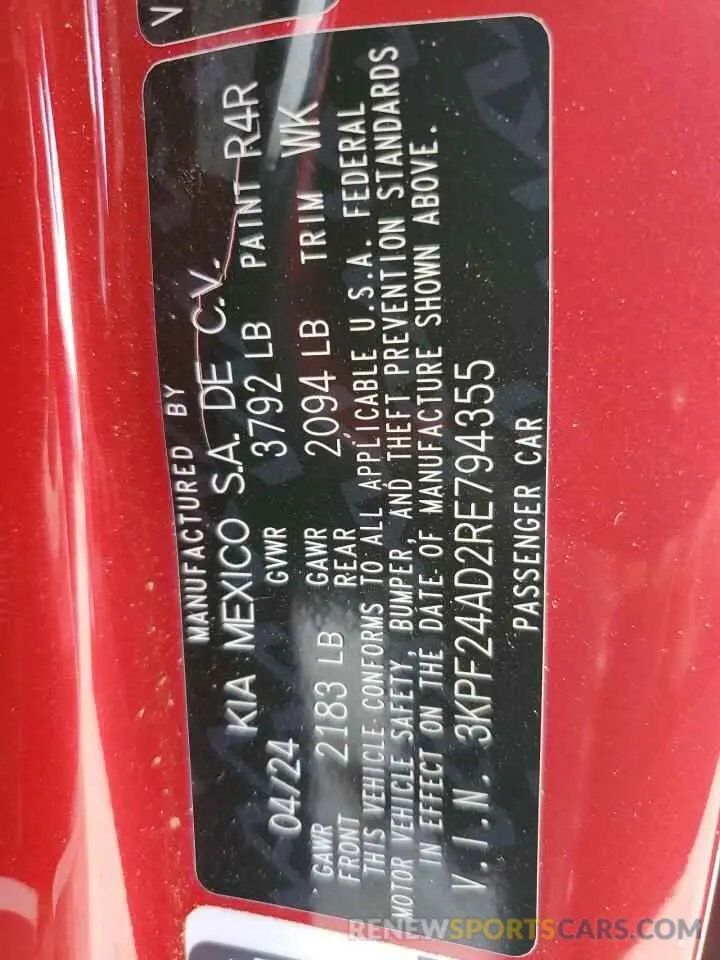 MANUFACTURED BY
KIA MEXICO S.A. DE C.V.
04/24 GVWR 3792 LB PAINT R4R
GAWR FRONT 2183 LB GAWR REAR 2094 LB TRIM WK
THIS VEHICLE CONFORMS TO ALL APPLICABLE U.S.A. FEDERAL
MOTOR VEHICLE SAFETY, BUMPER, AND THEFT PREVENTION STANDARDS
IN EFFECT ON THE DATE OF MANUFACTURE SHOWN ABOVE.
V.I.N. 3KPF24AD2RE794355
PASSENGER CAR
V
RENEWSPORTSCARS.COM